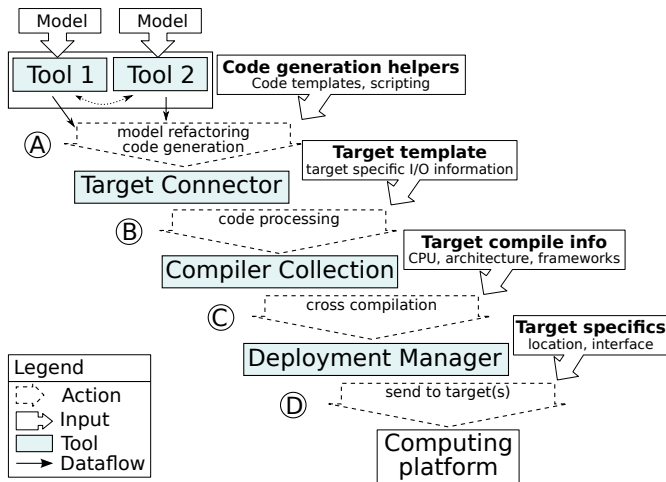 Model
Model
Tool 1
Tool 2
Code generation helpers
Code templates, scripting
A
model refactoring
code generation
Target template
target specific I/O information
Target Connector
B
code processing
Target compile info
CPU, architecture, frameworks
Compiler Collection
C
cross compilation
Target specifics
location, interface
Deployment Manager
D
send to target(s)
Computing
platform
Legend
Action
Input
Tool
Dataflow